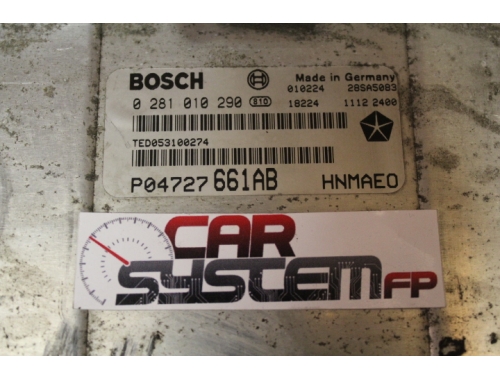 BOSCH
Made in Germany
010224 28SA5083
0 281 010 290 810 18224 1112 2400
TED053100274
P04727 661AB HNMAEO
CAR
SYSTEM FP